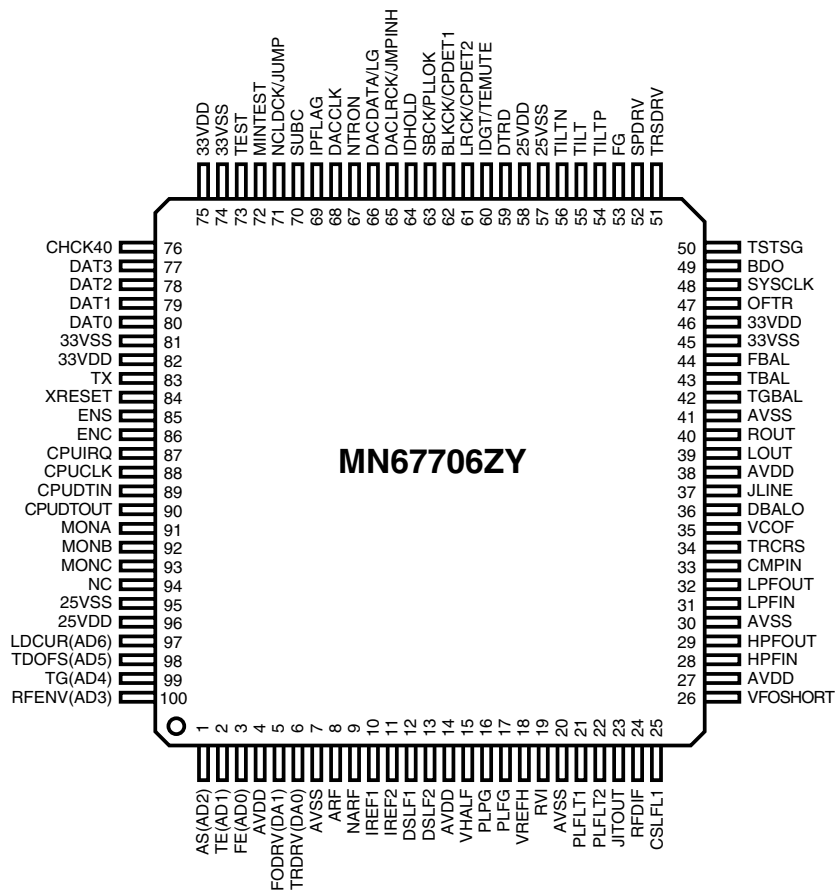 33VDD
33VSS
TEST
MINTEST
NCLDCK/JUMP
SUBC
IPFLAG
DACCLK
NTRON
DACDATA/LG
DACLRCK/JMPINH
IDHOLD
SBCK/PLLOK
BLKCK/CPDET1
LRCK/CPDET2
IDGT/TEMUTE
DTRD
25VDD
25VSS
TILTN
TILT
TILTP
FG
SPDRV
TRSDRV
75 74 73 72 71 70 69 68 67 66 65 64 63 62 61 60 59 58 57 56 55 54 53 52 51
CHCK40 76
DAT3 77
DAT2 78
DAT1 79
DAT0 80
33VSS 81
33VDD 82
TX 83
XRESET 84
ENS 85
ENC 86
CPUIRQ 87
CPUCLK 88
CPUDTIN 89
CPUDTOUT 90
MONA 91
MONB 92
MONC 93
NC 94
25VSS 95
25VDD 96
LDCUR(AD6) 97
TDOFS(AD5) 98
TG(AD4) 99
RFENV(AD3) 100
MN67706ZY
50 TSTSG
49 BDO
48 SYSCLK
47 OFTR
46 33VDD
45 33VSS
44 FBAL
43 TBAL
42 TGBAL
41 AVSS
40 ROUT
39 LOUT
38 AVDD
37 JLINE
36 DBALO
35 VCOF
34 TRCRS
33 CMPIN
32 LPFOUT
31 LPFIN
30 AVSS
29 HPFOUT
28 HPFIN
27 AVDD
26 VFOSHORT
1 2 3 4 5 6 7 8 9 10 11 12 13 14 15 16 17 18 19 20 21 22 23 24 25
AS(AD2)
TE(AD1)
FE(AD0)
AVDD
FODRV(DA1)
TRDRV(DA0)
AVSS
ARF
NARF
IREF1
IREF2
DSLF1
DSLF2
AVDD
VHALF
PLPG
PLFG
VREFH
RVI
AVSS
PLFLT1
PLFLT2
JITOUT
RFDIF
CSLFL1